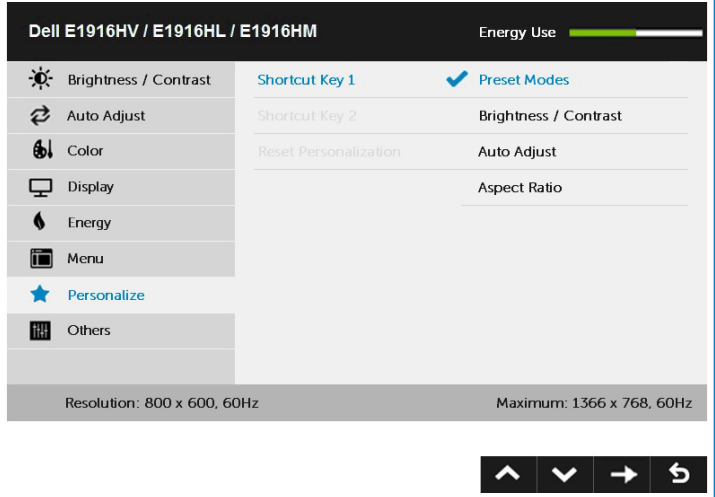 Dell E1916HV / E1916HL / E1916HM
Energy Use
Brightness / Contrast
Auto Adjust
Color
Display
Energy
Menu
Personalize
Others
Shortcut Key 1
Shortcut Key 2
Reset Personalization
Preset Modes
Brightness / Contrast
Auto Adjust
Aspect Ratio
Resolution: 800 x 600, 60Hz
Maximum: 1366 x 768, 60Hz